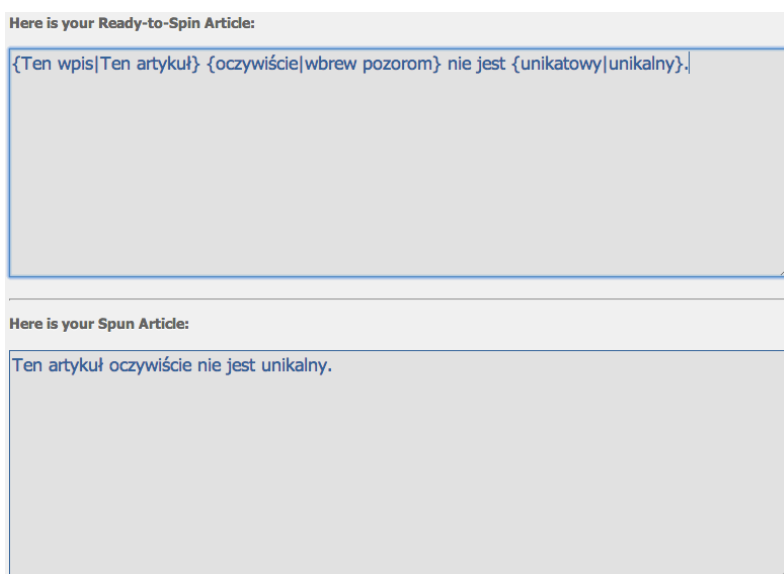 Here is your Ready-to-Spin Article:
{Ten wpis|Ten artykuł} {oczywiście|wbrew pozorom} nie jest {unikatowy|unikalny}.
Here is your Spun Article:
Ten artykuł oczywiście nie jest unikalny.